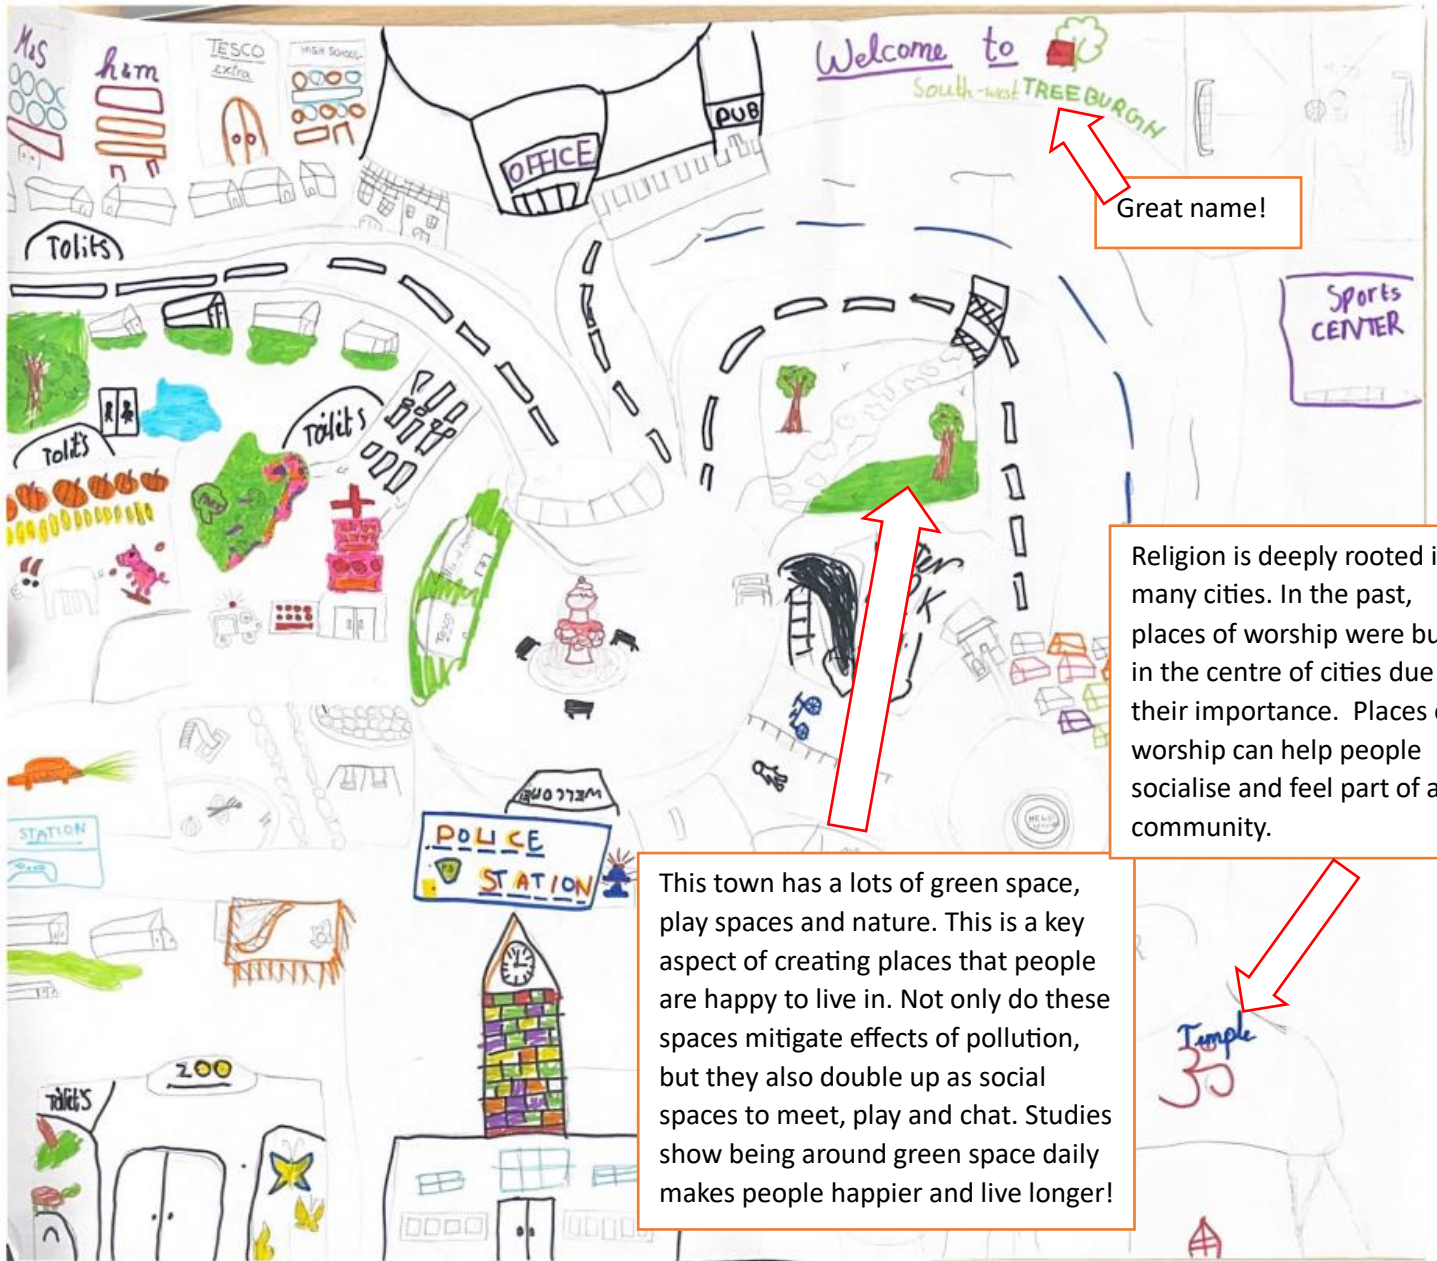 M&S
h&m
TESCO
extra
HIGH SCHOOL
OFFICE
PUB
Welcome to
South-west TREEBURGH
Great name!
Sports
CENTER
Tolits
Tolit's
Toilit's
TESCO
Religion is deeply rooted i
many cities. In the past,
places of worship were bu
in the centre of cities due
their importance. Places o
worship can help people
socialise and feel part of a
community.
WELLOME
STATION
POLICE
STATION
HELI
This town has a lots of green space,
play spaces and nature. This is a key
aspect of creating places that people
are happy to live in. Not only do these
spaces mitigate effects of pollution,
but they also double up as social
spaces to meet, play and chat. Studies
show being around green space daily
makes people happier and live longer!
Temple
ॐ
ZOO
Tolit's